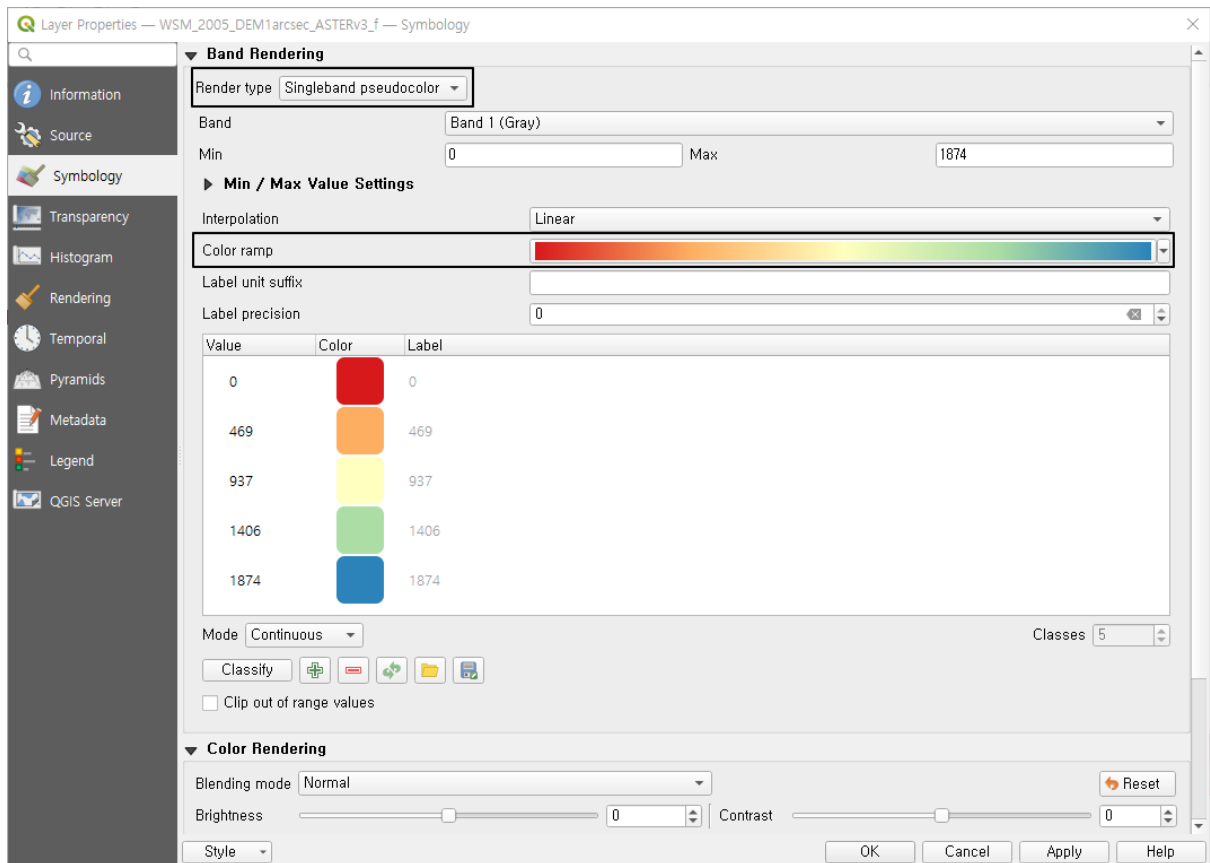 Layer Properties — WSM_2005_DEM1arcsec_ASTERv3_f — Symbology
Information
Source
Symbology
Transparency
Histogram
Rendering
Temporal
Pyramids
Metadata
Legend
QGIS Server
Band Rendering
Render type Singleband pseudocolor
Band Band 1 (Gray)
Min 0 Max 1874
Min / Max Value Settings
Interpolation Linear
Color ramp
Label unit suffix
Label precision 0
Value Color Label
0 0
469 469
937 937
1406 1406
1874 1874
Mode Continuous Classes 5
Classify
Clip out of range values
Color Rendering
Blending mode Normal Reset
Brightness 0 Contrast 0
Style OK Cancel Apply Help